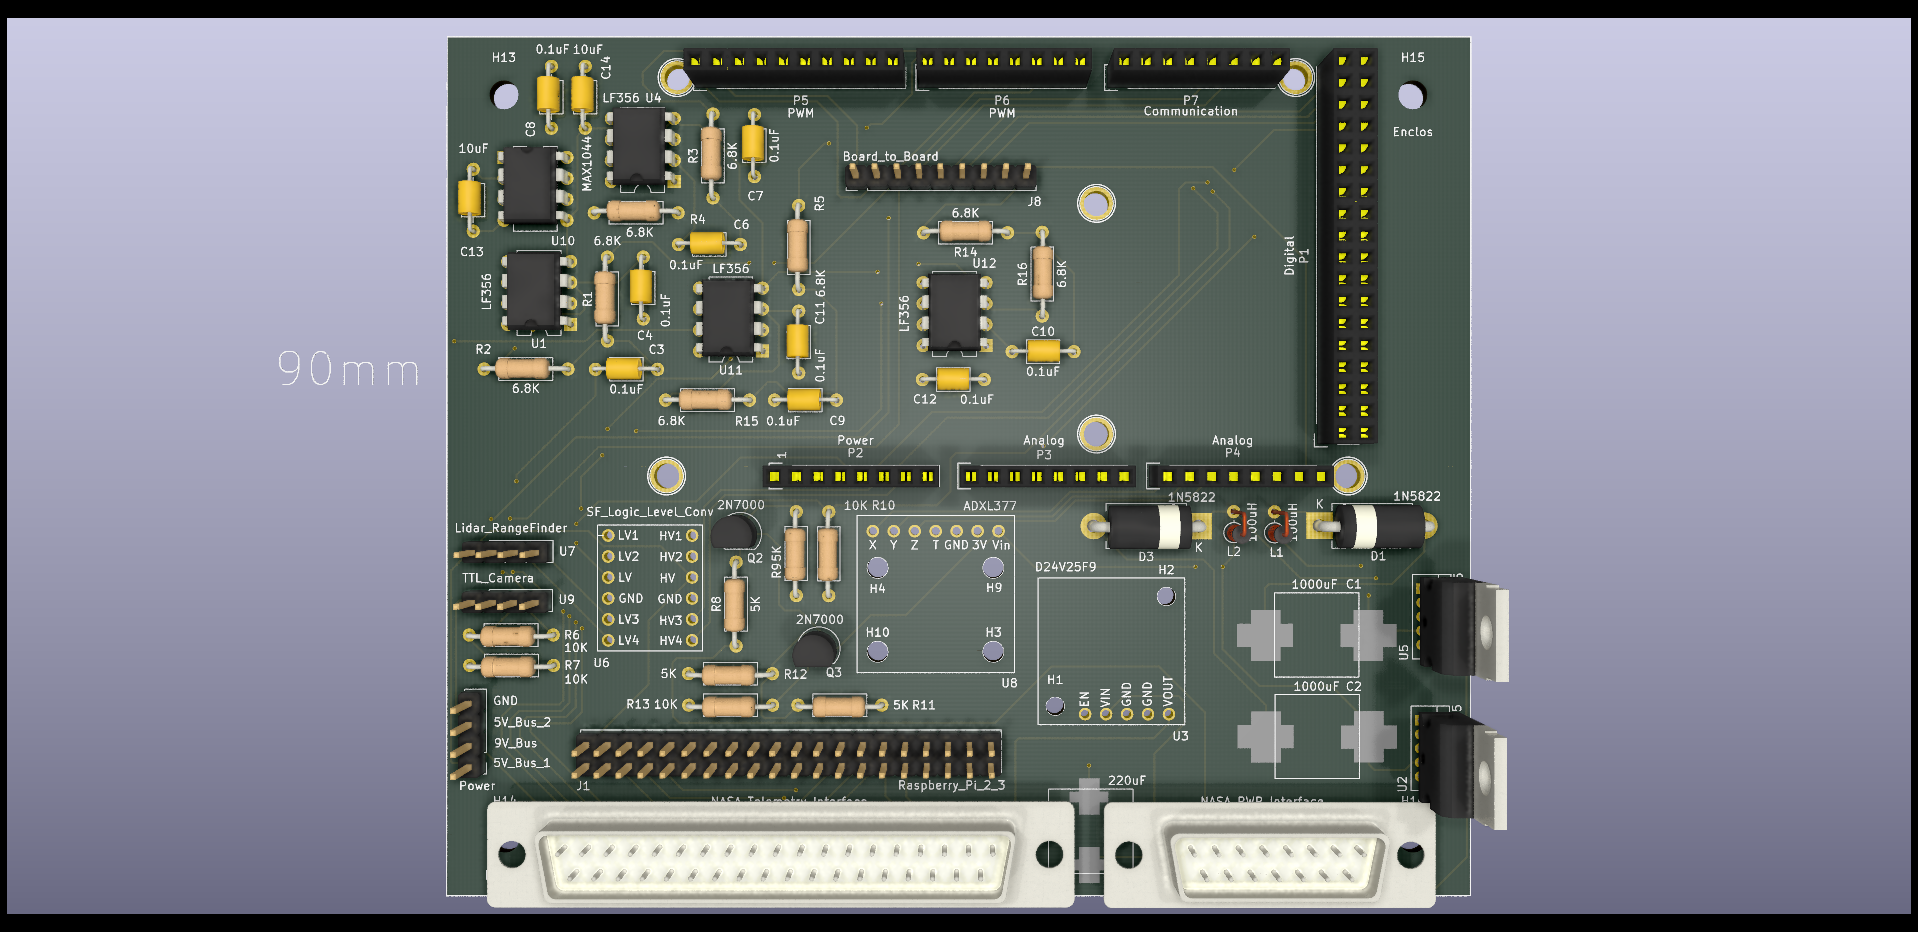 H13
0.1uF 10uF
C14
H15
LF356 U4
P5
PWM
P6
PWM
P7
Communication
Enclos
C8
10uF
MAX1044
R3
6.8K
0.1uF
C7
Board_to_Board
J8
R4
6.8K
R5
C6
0.1uF
6.8K
R14
U12
C13
U10
6.8K
Digital
P1
LF356
R1
C4
0.1uF
LF356
6.8K
C11
R16
6.8K
LF356
U1
C3
0.1uF
U11
0.1uF
C10
0.1uF
R2
6.8K
90mm
C12
0.1uF
6.8K
R15
0.1uF
C9
Power
P2
1
Analog
P3
Analog
P4
SF_Logic_Level_Conv
2N7000
10K R10
ADXL377
1N5822
1N5822
Lidar_RangeFinder
U7
LV1
HV1
LV2
HV2
LV
HV
GND
GND
LV3
HV3
LV4
HV4
U6
Q2
R9
5K
X Y Z T GND 3V Vin
K
K
100uH
100uH
L2
L1
D3
D1
TTL_Camera
U9
R8
5K
H4
H9
D24V25F9
H2
1000uF C1
2N7000
H10
H3
R6
10K
R7
10K
U5
5K
R12
Q3
U8
H1
1000uF C2
GND
5V_Bus_2
9V_Bus
5V_Bus_1
Power
R13 10K
5K R11
EN
VIN
GND
GND
VOUT
U3
J1
Raspberry_Pi_2_3
220uF
U2
H14
NASA Telemetry Interface
NASA PWR Interface